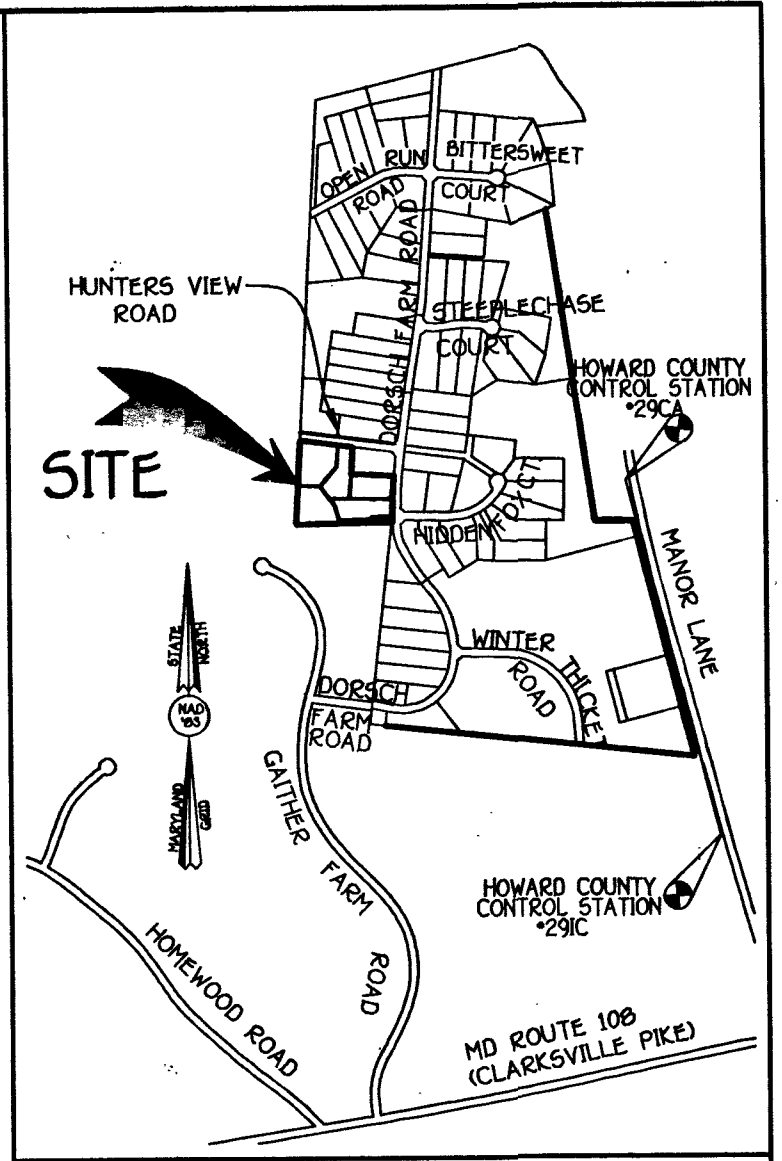 BITTERSWEET
COURT
OPEN RUN
ROAD
DORSCH FARM ROAD
HUNTERS VIEW
ROAD
STEEPLECHASE
COURT
HOWARD COUNTY
CONTROL STATION
*29CA
SITE
HIDDEN FOX CT.
MANOR LANE
STATE NORTH
NAD
'83
MARYLAND GRID
WINTER THICKET
ROAD
DORSCH
FARM
ROAD
GAITHER FARM ROAD
HOWARD COUNTY
CONTROL STATION
*29IC
HOMEWOOD ROAD
MD ROUTE 108
(CLARKSVILLE PIKE)